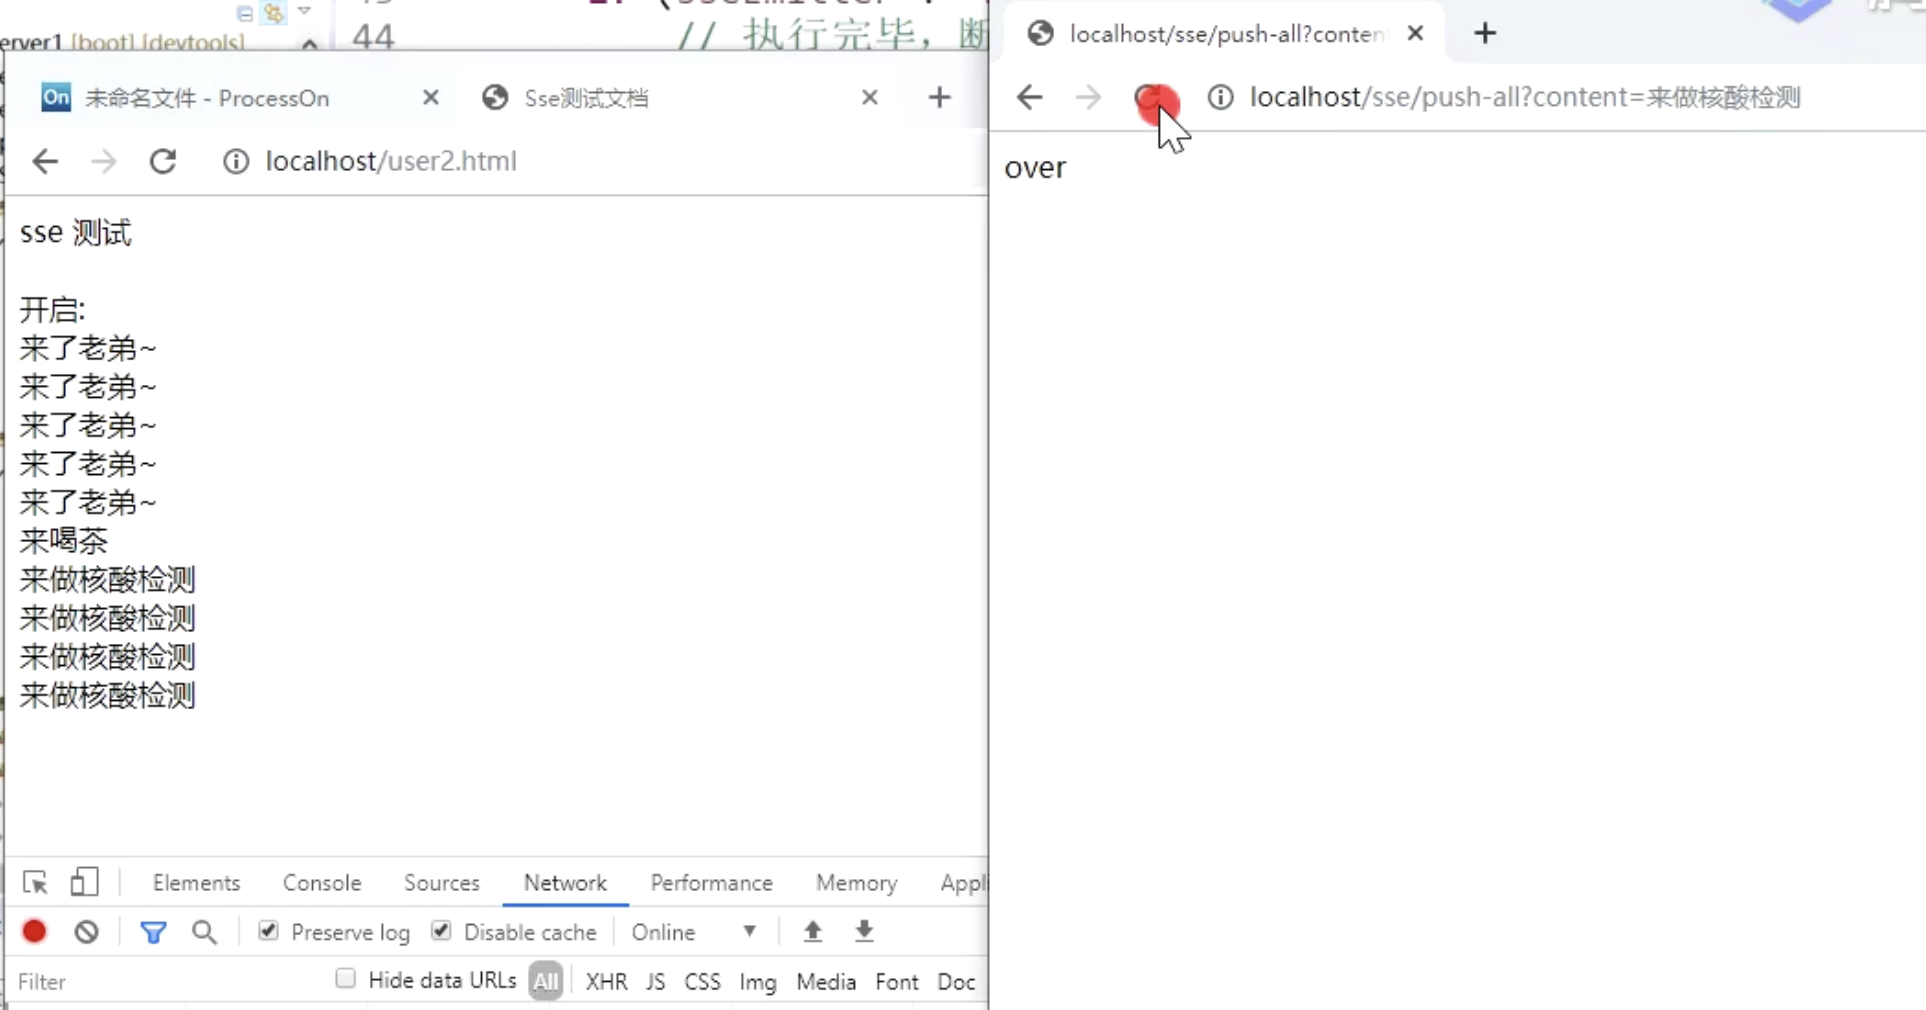 erver1 [boot] [devtools]
44
// 执行完毕，断
未命名文件 - ProcessOn
Sse测试文档
localhost/user2.html
sse 测试
开启:
来了老弟~
来了老弟~
来了老弟~
来了老弟~
来了老弟~
来喝茶
来做核酸检测
来做核酸检测
来做核酸检测
来做核酸检测
Elements Console Sources Network Performance Memory Appli
Preserve log Disable cache Online
Filter Hide data URLs All XHR JS CSS Img Media Font Doc
localhost/sse/push-all?conten
localhost/sse/push-all?content=来做核酸检测
over